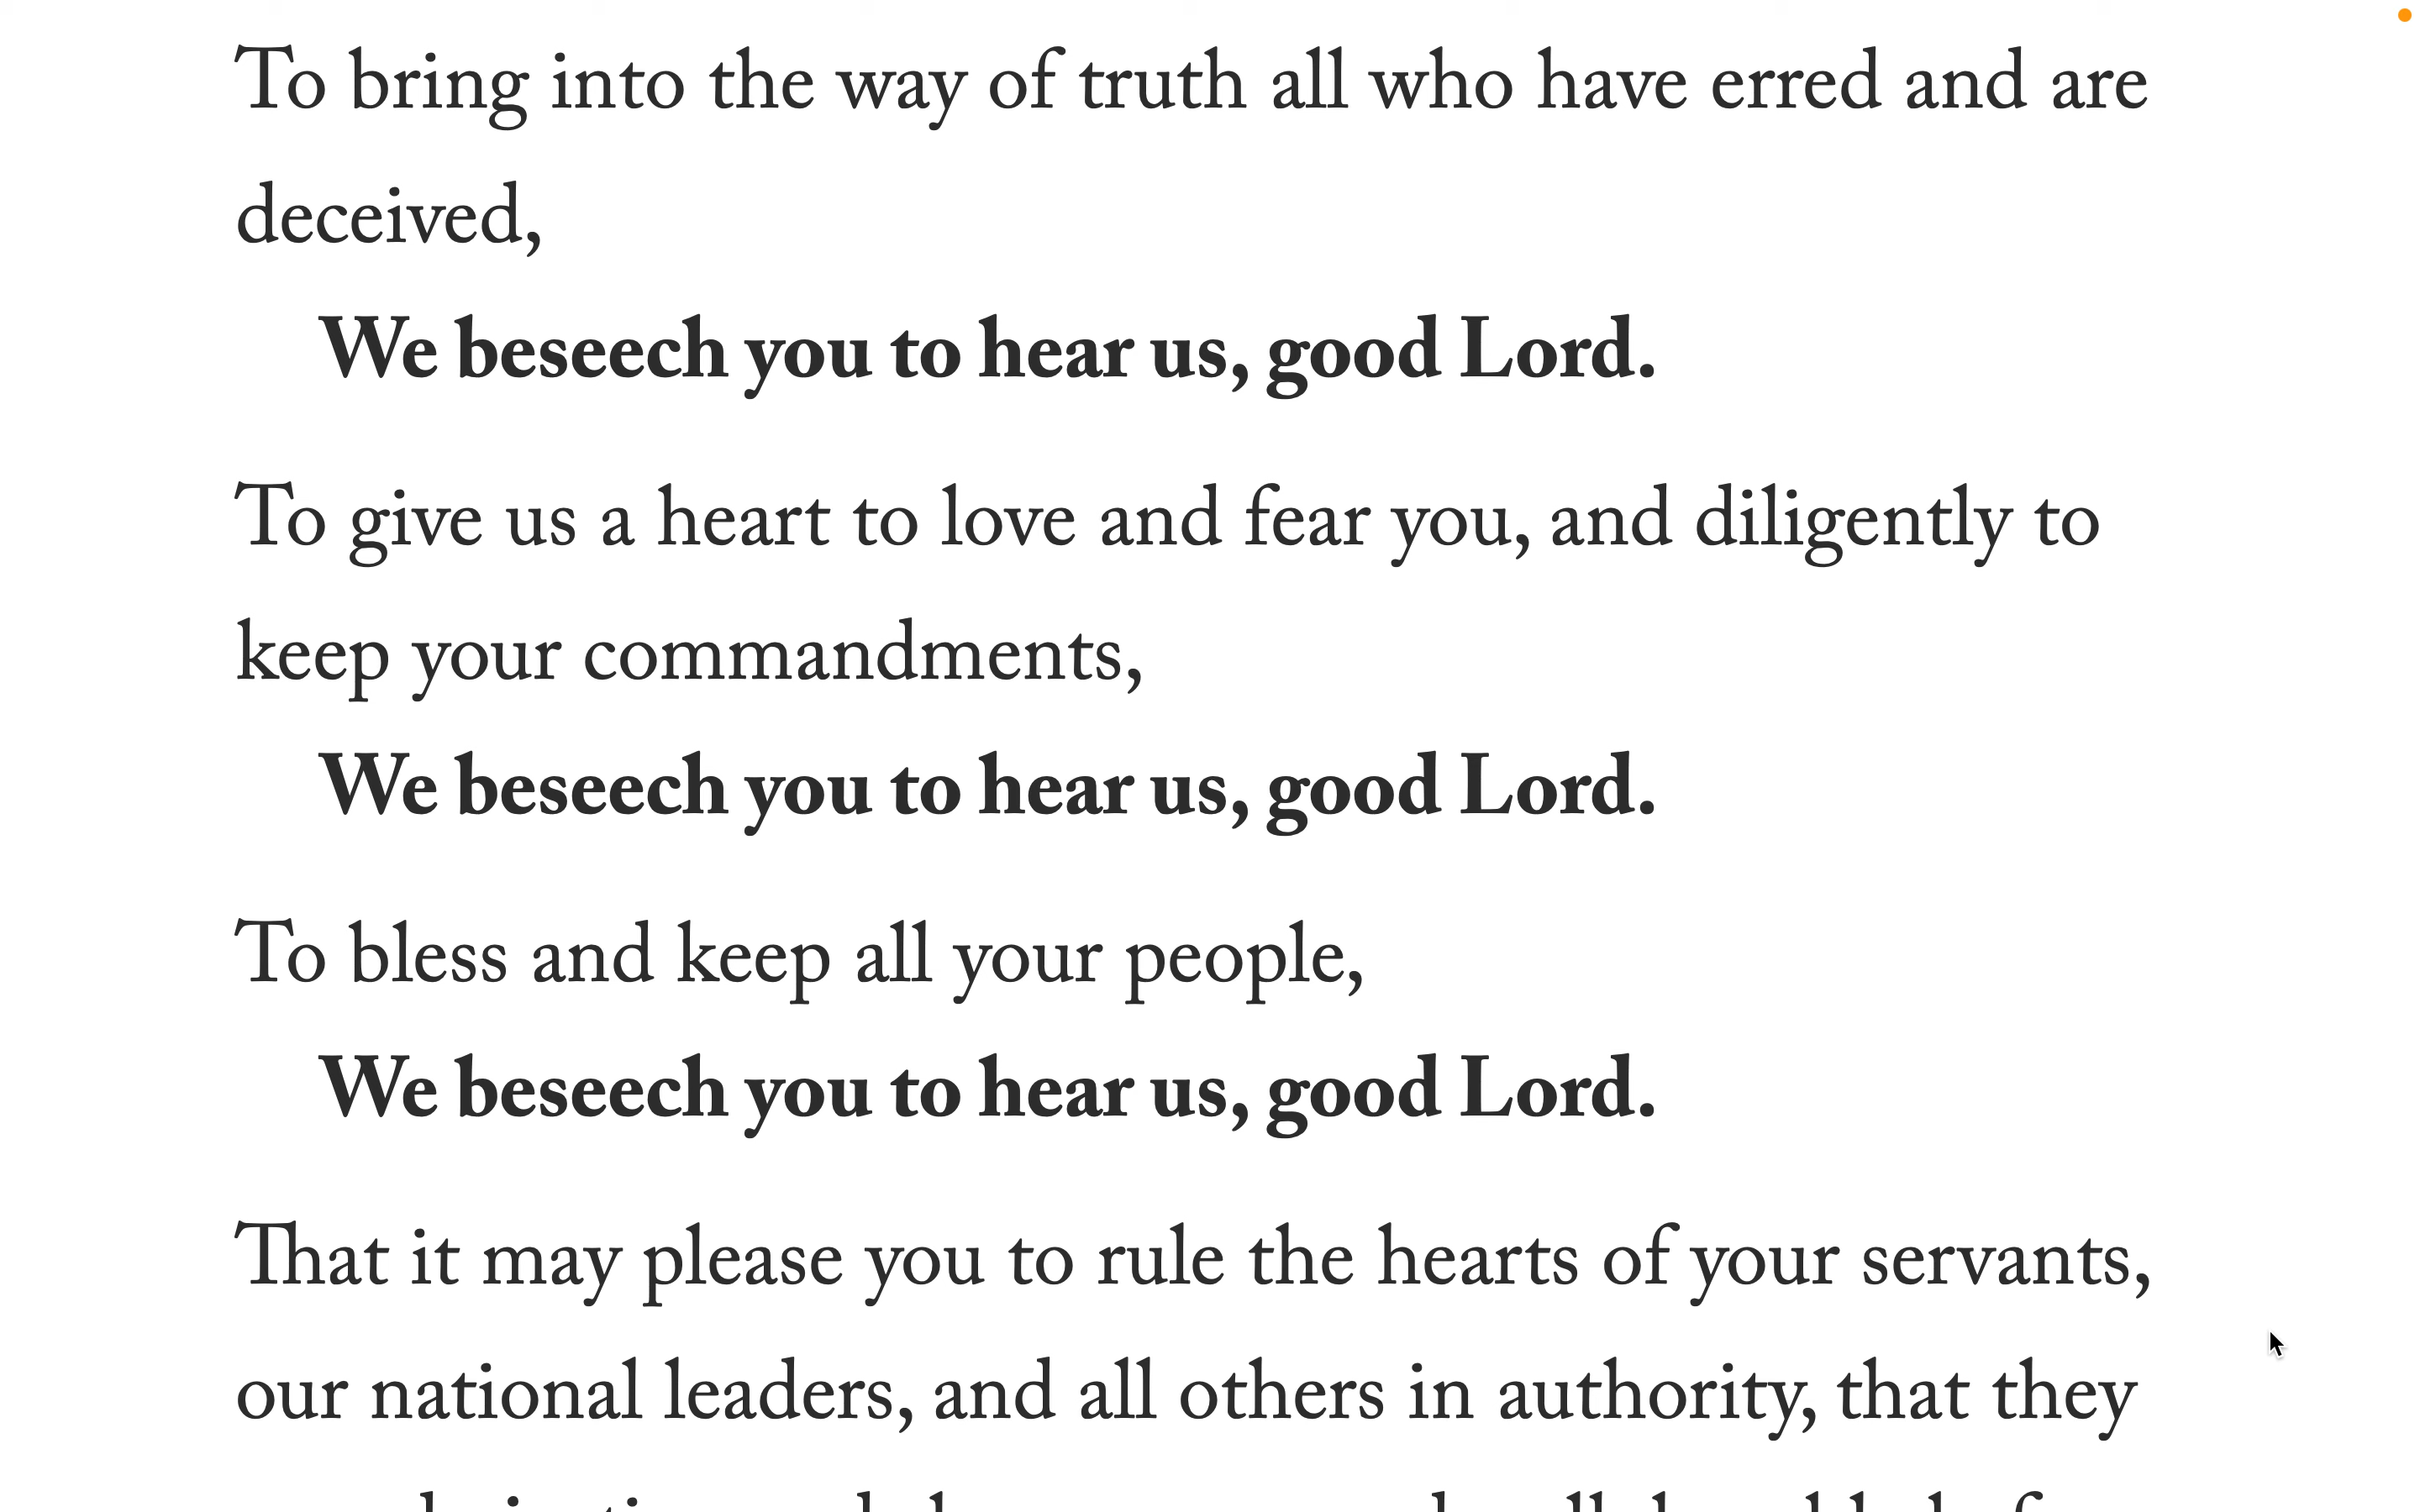 To bring into the way of truth all who have erred and are
deceived,
We beseech you to hear us, good Lord.
To give us a heart to love and fear you, and diligently to
keep your commandments,
We beseech you to hear us, good Lord.
To bless and keep all your people,
We beseech you to hear us, good Lord.
That it may please you to rule the hearts of your servants,
our national leaders, and all others in authority, that they